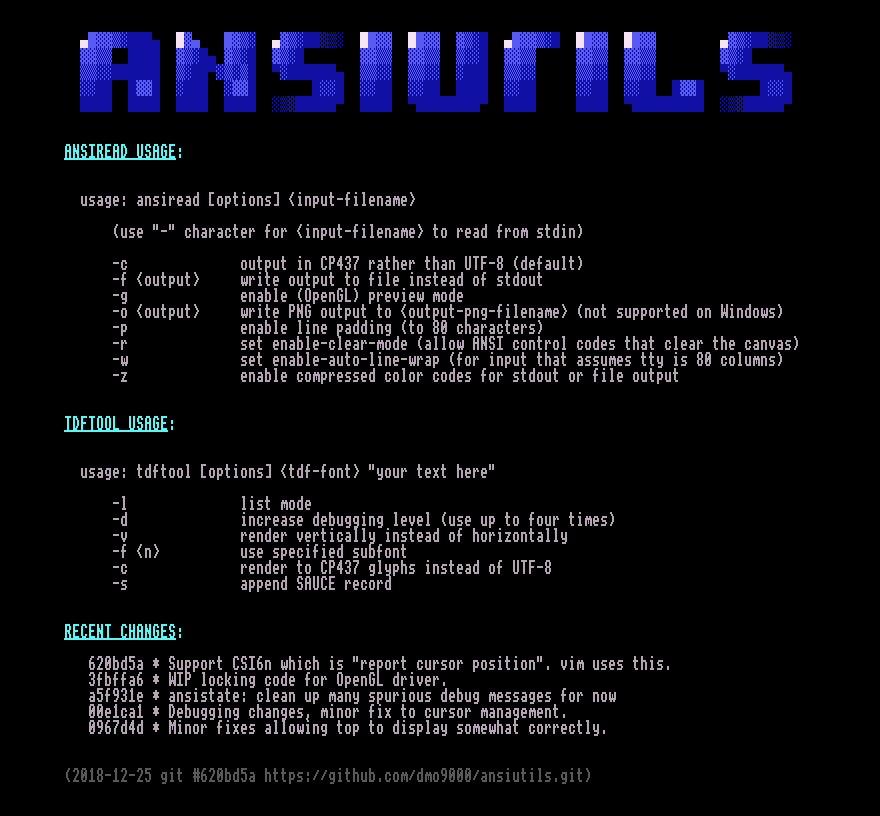 ANSIUTILS
ANSIREAD USAGE:
usage: ansiread [options] <input-filename>
(use "-" character for <input-filename> to read from stdin)
-c output in CP437 rather than UTF-8 (default)
-f <output> write output to file instead of stdout
-g enable (OpenGL) preview mode
-o <output> write PNG output to <output-png-filename> (not supported on Windows)
-p enable line padding (to 80 characters)
-r set enable-clear-mode (allow ANSI control codes that clear the canvas)
-w set enable-auto-line-wrap (for input that assumes tty is 80 columns)
-z enable compressed color codes for stdout or file output
TDFTOOL USAGE:
usage: tdftool [options] <tdf-font> "your text here"
-l list mode
-d increase debugging level (use up to four times)
-v render vertically instead of horizontally
-f <n> use specified subfont
-c render to CP437 glyphs instead of UTF-8
-s append SAUCE record
RECENT CHANGES:
620bd5a * Support CSI6n which is "report cursor position". vim uses this.
3fbffa6 * WIP locking code for OpenGL driver.
a5f931e * ansistate: clean up many spurious debug messages for now
00e1ca1 * Debugging changes, minor fix to cursor management.
0967d4d * Minor fixes allowing top to display somewhat correctly.
(2018-12-25 git #620bd5a https://github.com/dmo9000/ansiutils.git)